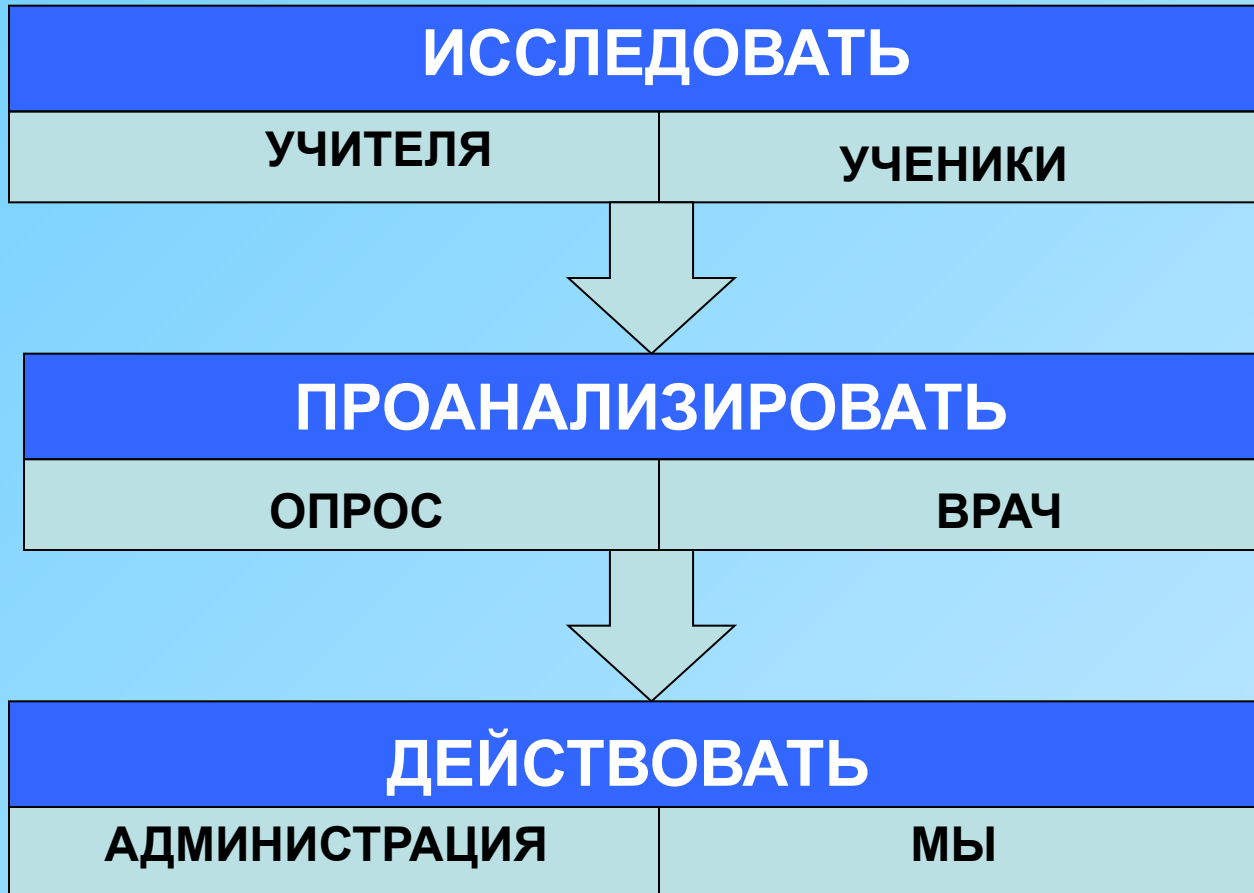 ИССЛЕДОВАТЬ
УЧИТЕЛЯ
УЧЕНИКИ
ПРОАНАЛИЗИРОВАТЬ
ОПРОС
ВРАЧ
ДЕЙСТВОВАТЬ
АДМИНИСТРАЦИЯ
МЫ